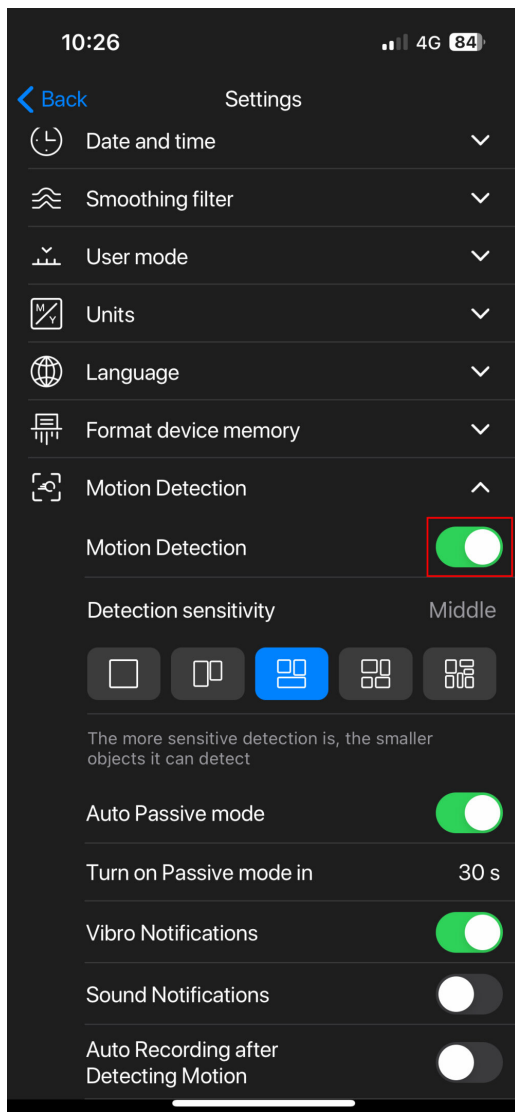 10:26
4G 84
Back
Settings
Date and time
Smoothing filter
User mode
M
Y
Units
Language
Format device memory
Motion Detection
Motion Detection
Detection sensitivity
Middle
The more sensitive detection is, the smaller
objects it can detect
Auto Passive mode
Turn on Passive mode in
30 s
Vibro Notifications
Sound Notifications
Auto Recording after
Detecting Motion